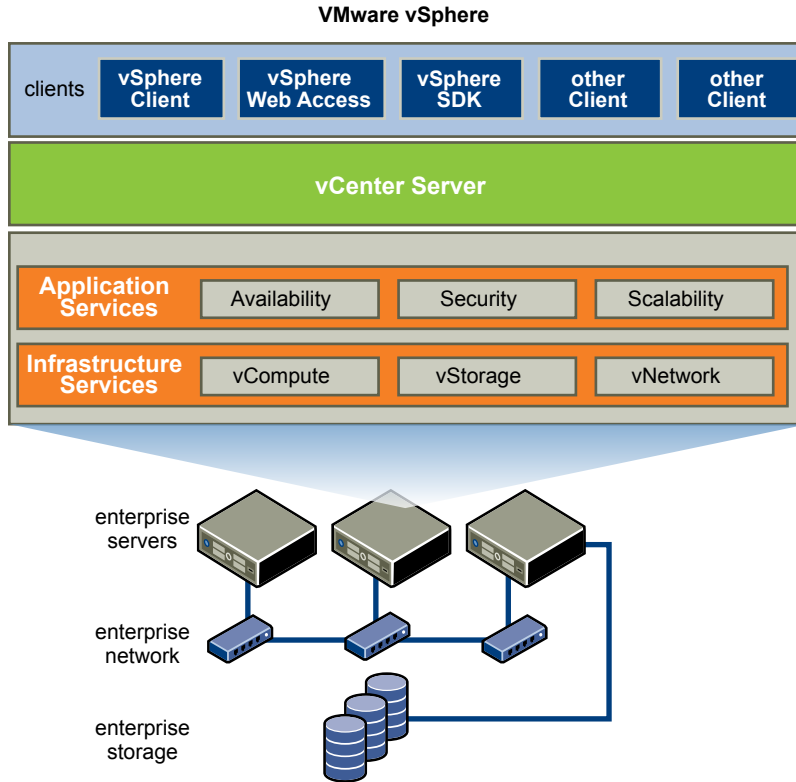 VMware vSphere
clients
vSphere
Client
vSphere
Web Access
vSphere
SDK
other
Client
other
Client
vCenter Server
Application
Services
Availability
Security
Scalability
Infrastructure
Services
vCompute
vStorage
vNetwork
enterprise
servers
enterprise
network
enterprise
storage